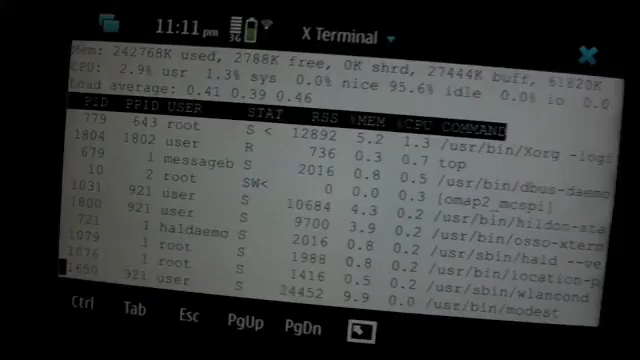 11:11 pm 3G X Terminal
Mem: 242768K used, 2788K free, 0K shrd, 27444K buff, 61820K
CPU: 2.9% usr 1.3% sys 0.0% nice 95.6% idle 0.0% io 0.0
Load average: 0.41 0.39 0.46
PID PPID USER STAT RSS %MEM %CPU COMMAND
779 643 root S < 12892 5.2 1.3 /usr/bin/Xorg -logi
1804 1802 user R 736 0.3 0.7 top
679 1 messageb S 2016 0.8 0.5 /usr/bin/dbus-daemo
10 2 root SW< 0 0.0 0.3 [omap2_mcspi]
1031 921 user S 10684 4.3 0.2 /usr/bin/hildon-sta
1800 921 user S 9700 3.9 0.2 /usr/bin/osso-xterm
721 1 haldaemo S 2016 0.8 0.2 /usr/sbin/hald --ve
1079 1 root S 1988 0.8 0.2 /usr/bin/location-p
1076 1 root S 1416 0.5 0.2 /usr/sbin/wlancond
1650 921 user S 24452 9.9 0.0 /usr/bin/modest
Ctrl Tab Esc PgUp PgDn